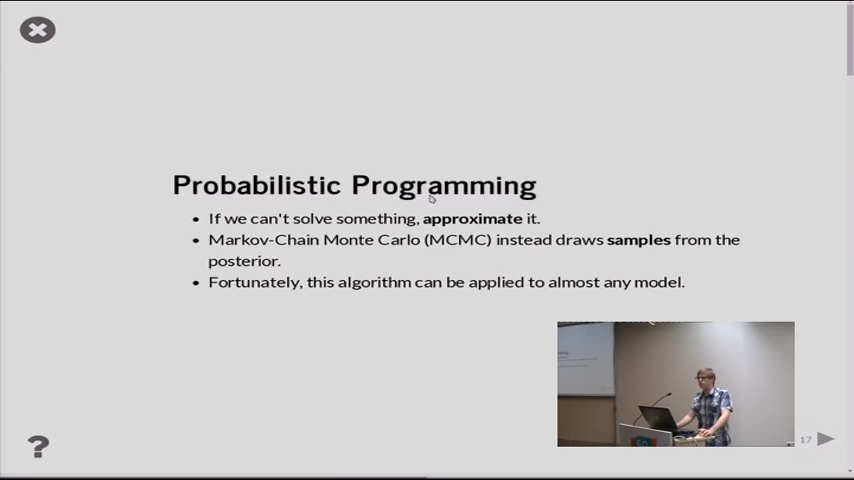 Probabilistic Programming
• If we can't solve something, approximate it.
• Markov-Chain Monte Carlo (MCMC) instead draws samples from the
posterior.
• Fortunately, this algorithm can be applied to almost any model.
?
17